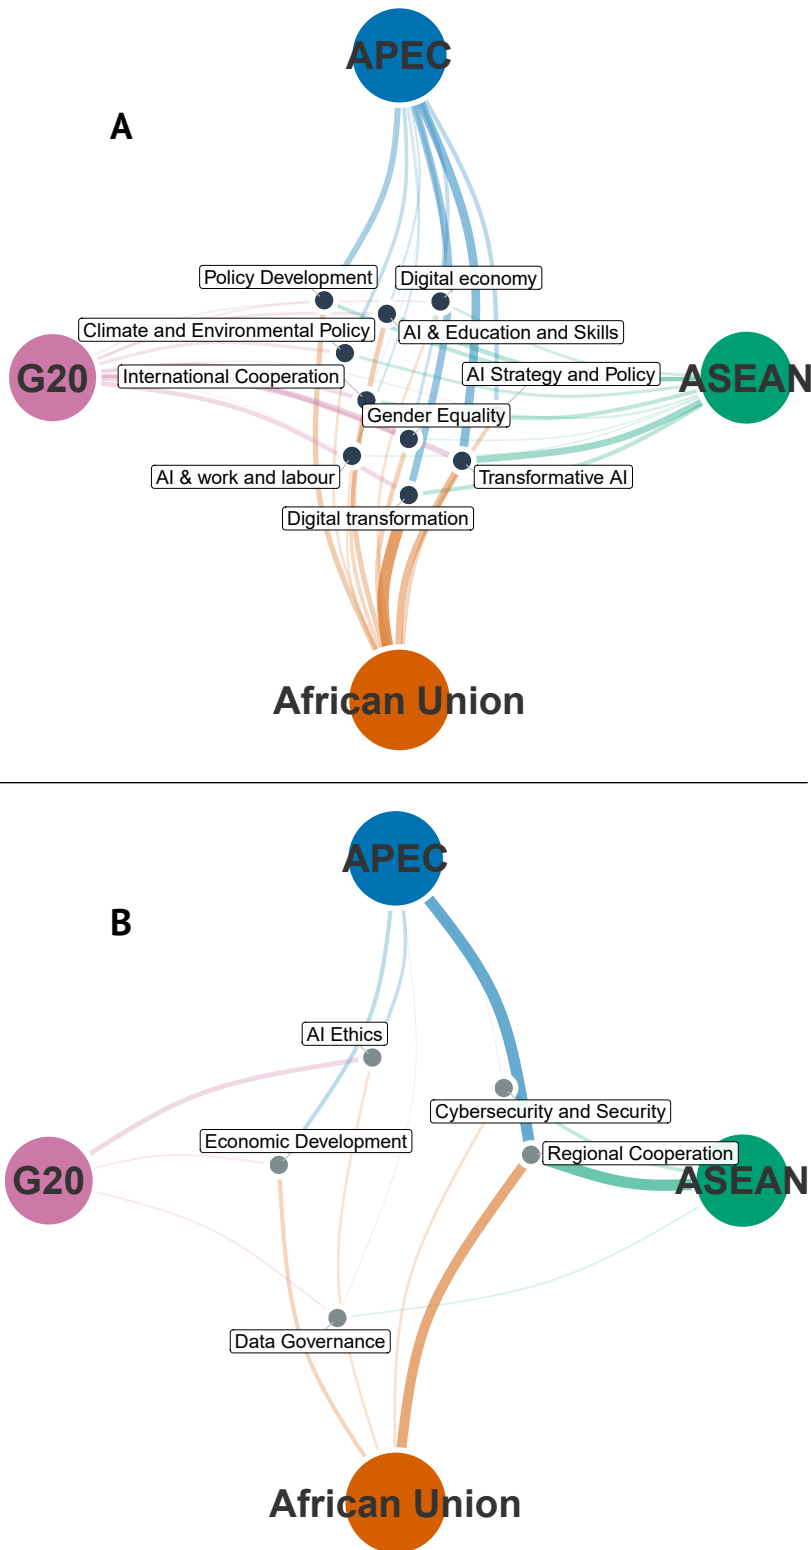 APEC
A
Policy Development
Digital economy
Climate and Environmental Policy
AI & Education and Skills
G20
International Cooperation
AI Strategy and Policy
ASEAN
Gender Equality
AI & work and labour
Transformative AI
Digital transformation
African Union
APEC
B
AI Ethics
Cybersecurity and Security
Economic Development
Regional Cooperation
G20
ASEAN
Data Governance
African Union